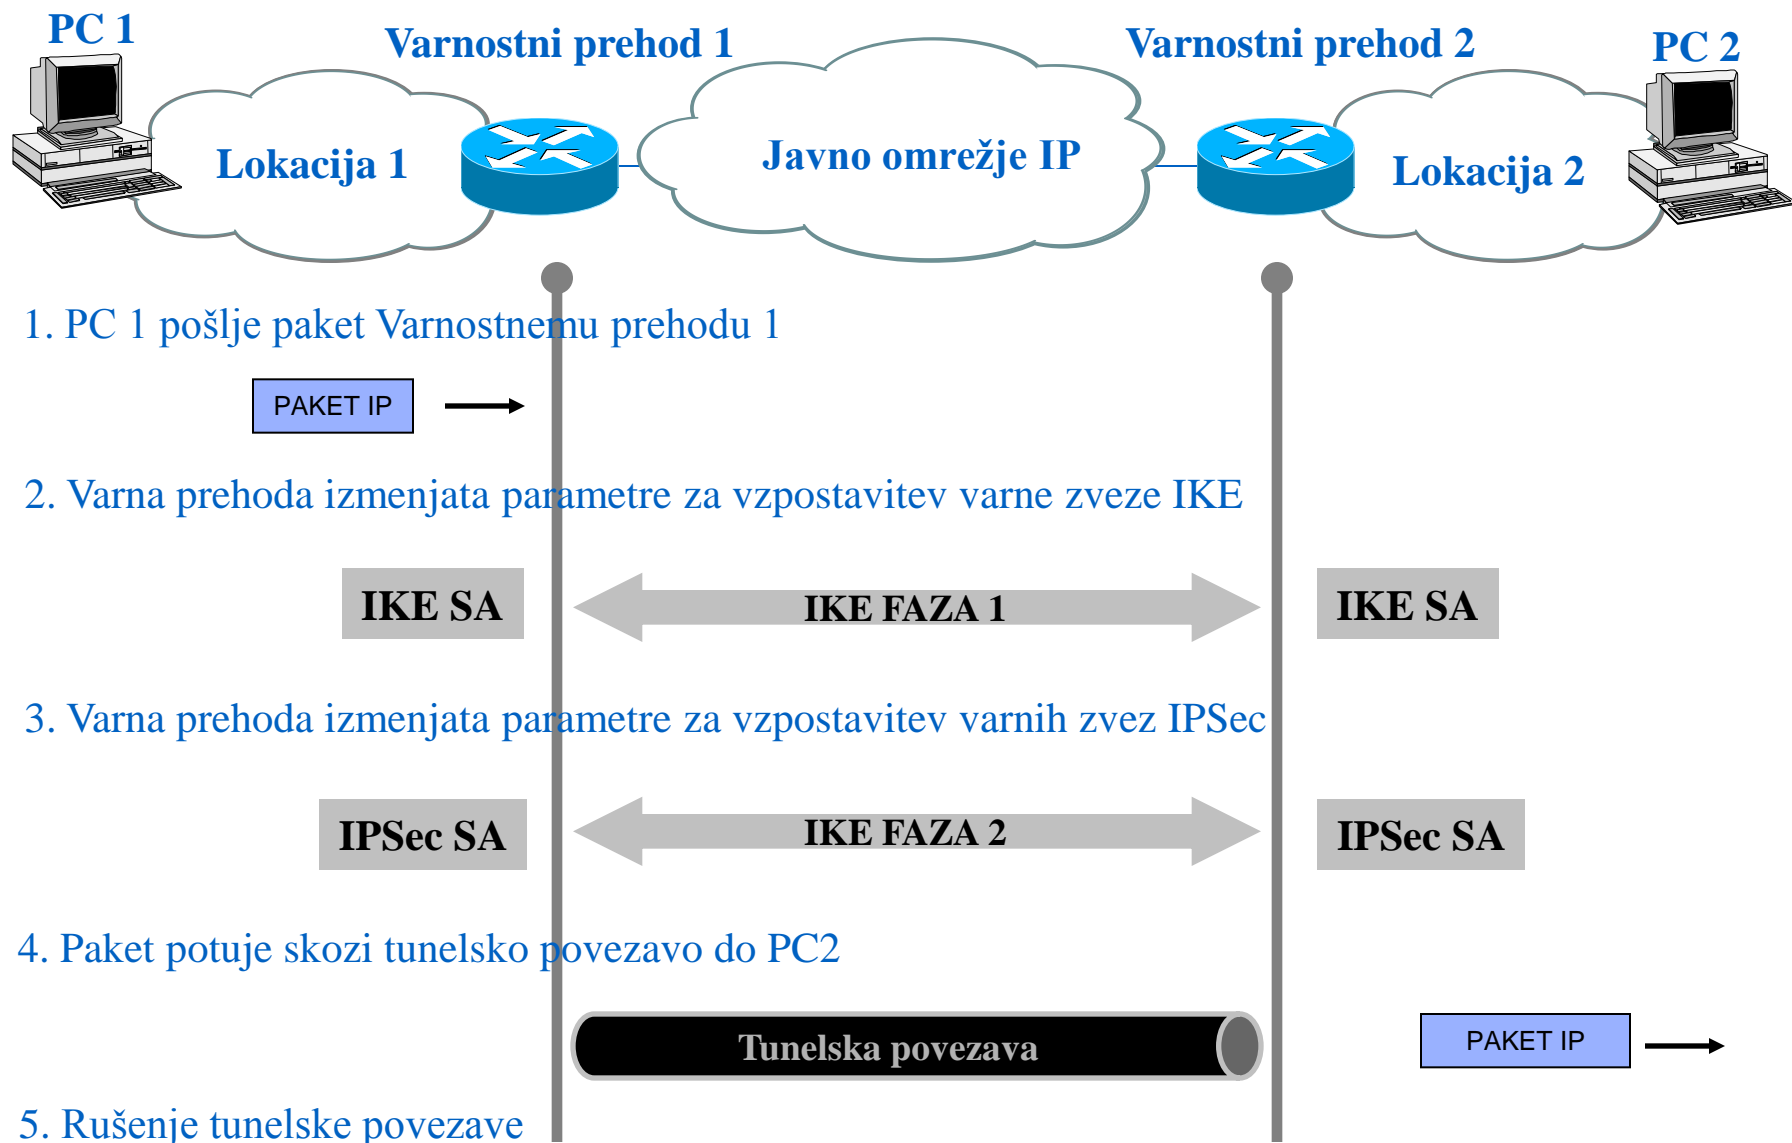 PC 1
Varnostni prehod 1
Varnostni prehod 2
PC 2
Lokacija 1
Javno omrežje IP
Lokacija 2
1. PC 1 pošlje paket Varnostnemu prehodu 1
PAKET IP
2. Varna prehoda izmenjata parametre za vzpostavitev varne zveze IKE
IKE SA
IKE FAZA 1
IKE SA
3. Varna prehoda izmenjata parametre za vzpostavitev varnih zvez IPSec
IPSec SA
IKE FAZA 2
IPSec SA
4. Paket potuje skozi tunelsko povezavo do PC2
Tunelska povezava
PAKET IP
5. Rušenje tunelske povezave